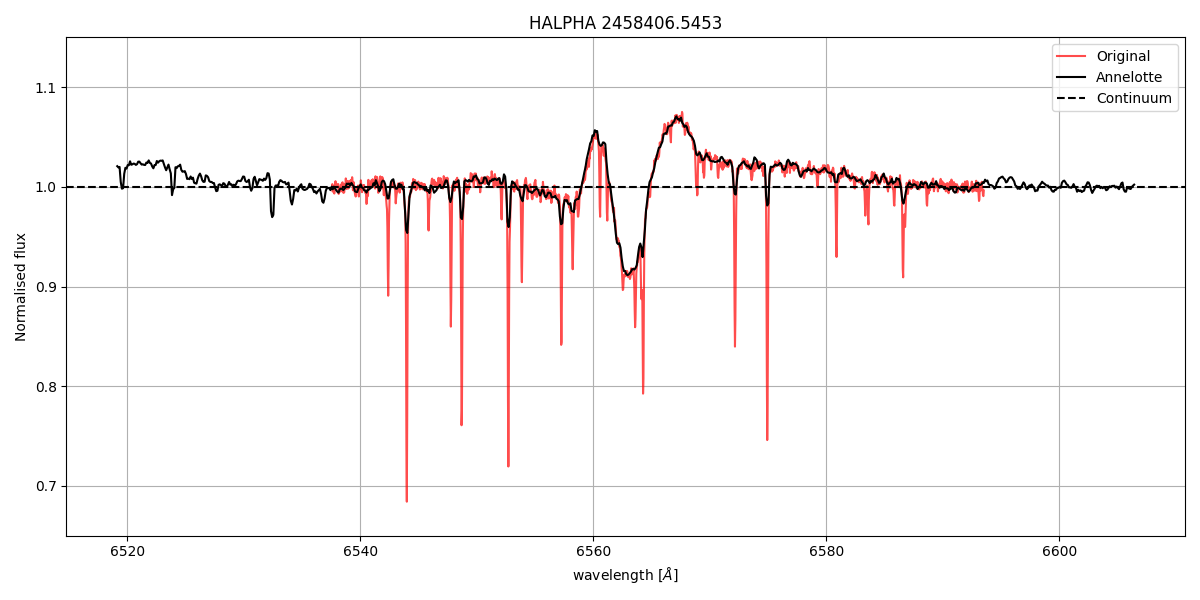 HALPHA 2458406.5453
Original
Annelotte
Continuum
1.1
1.0
0.9
0.8
0.7
Normalised flux
6520 6540 6560 6580 6600
wavelength [Å]